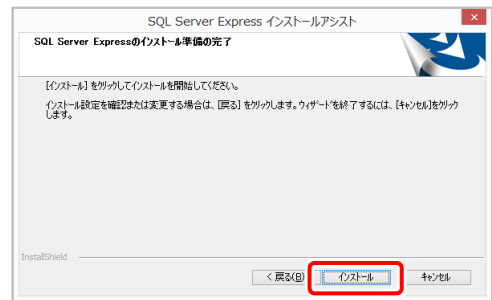 SQL Server Express インストールアシスト
SQL Server Expressのインストール準備の完了
[インストール] をクリックしてインストールを開始してください。
インストール設定を確認または変更する場合は、[戻る] をクリックします。ウィザードを終了するには、[キャンセル]をクリック
します。
InstallShield
< 戻る(B) インストール キャンセル